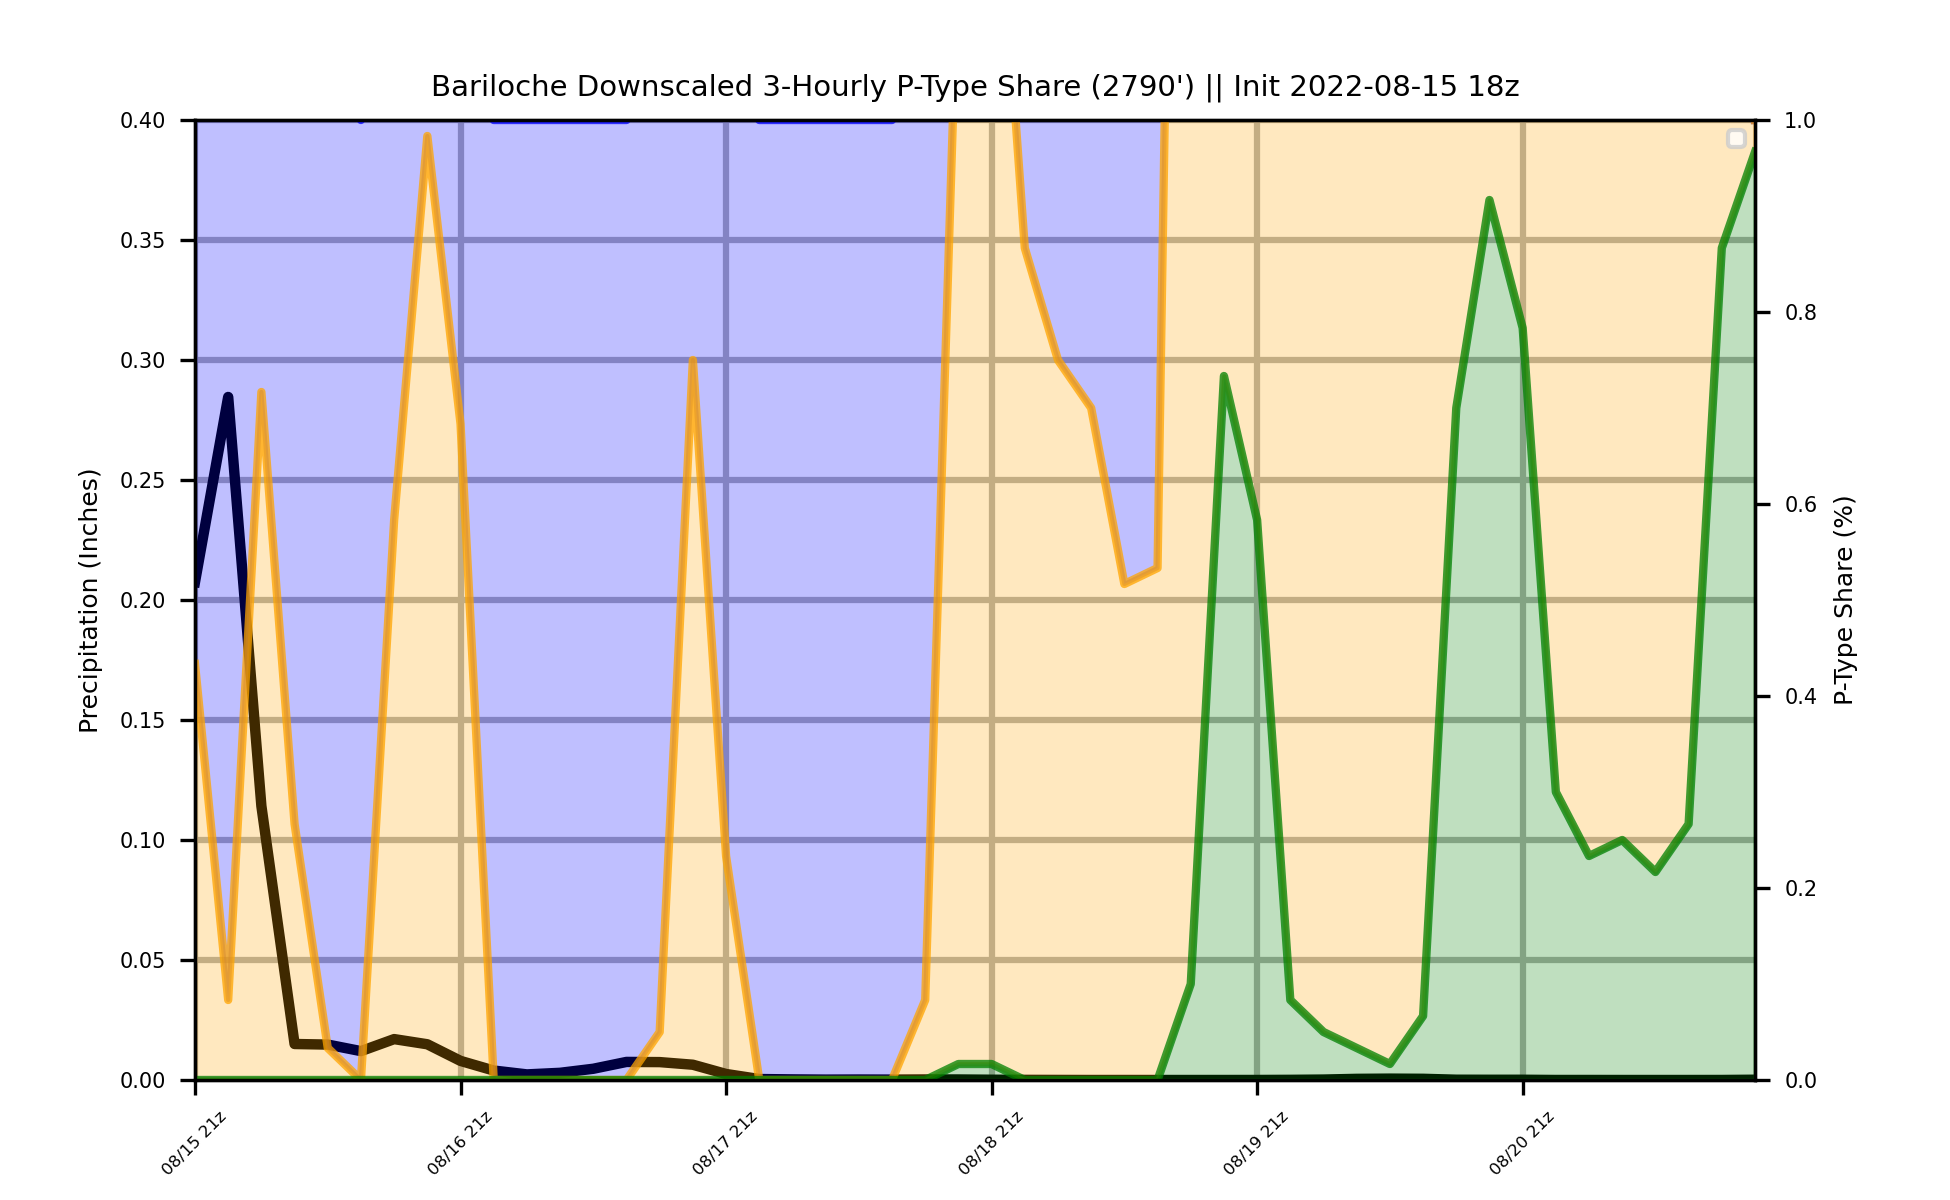 Bariloche Downscaled 3-Hourly P-Type Share (2790') || Init 2022-08-15 18z
0.40
0.35
0.30
0.25
0.20
0.15
0.10
0.05
0.00
Precipitation (Inches)
1.0
0.8
0.6
0.4
0.2
0.0
P-Type Share (%)
08/15 21z
08/16 21z
08/17 21z
08/18 21z
08/19 21z
08/20 21z